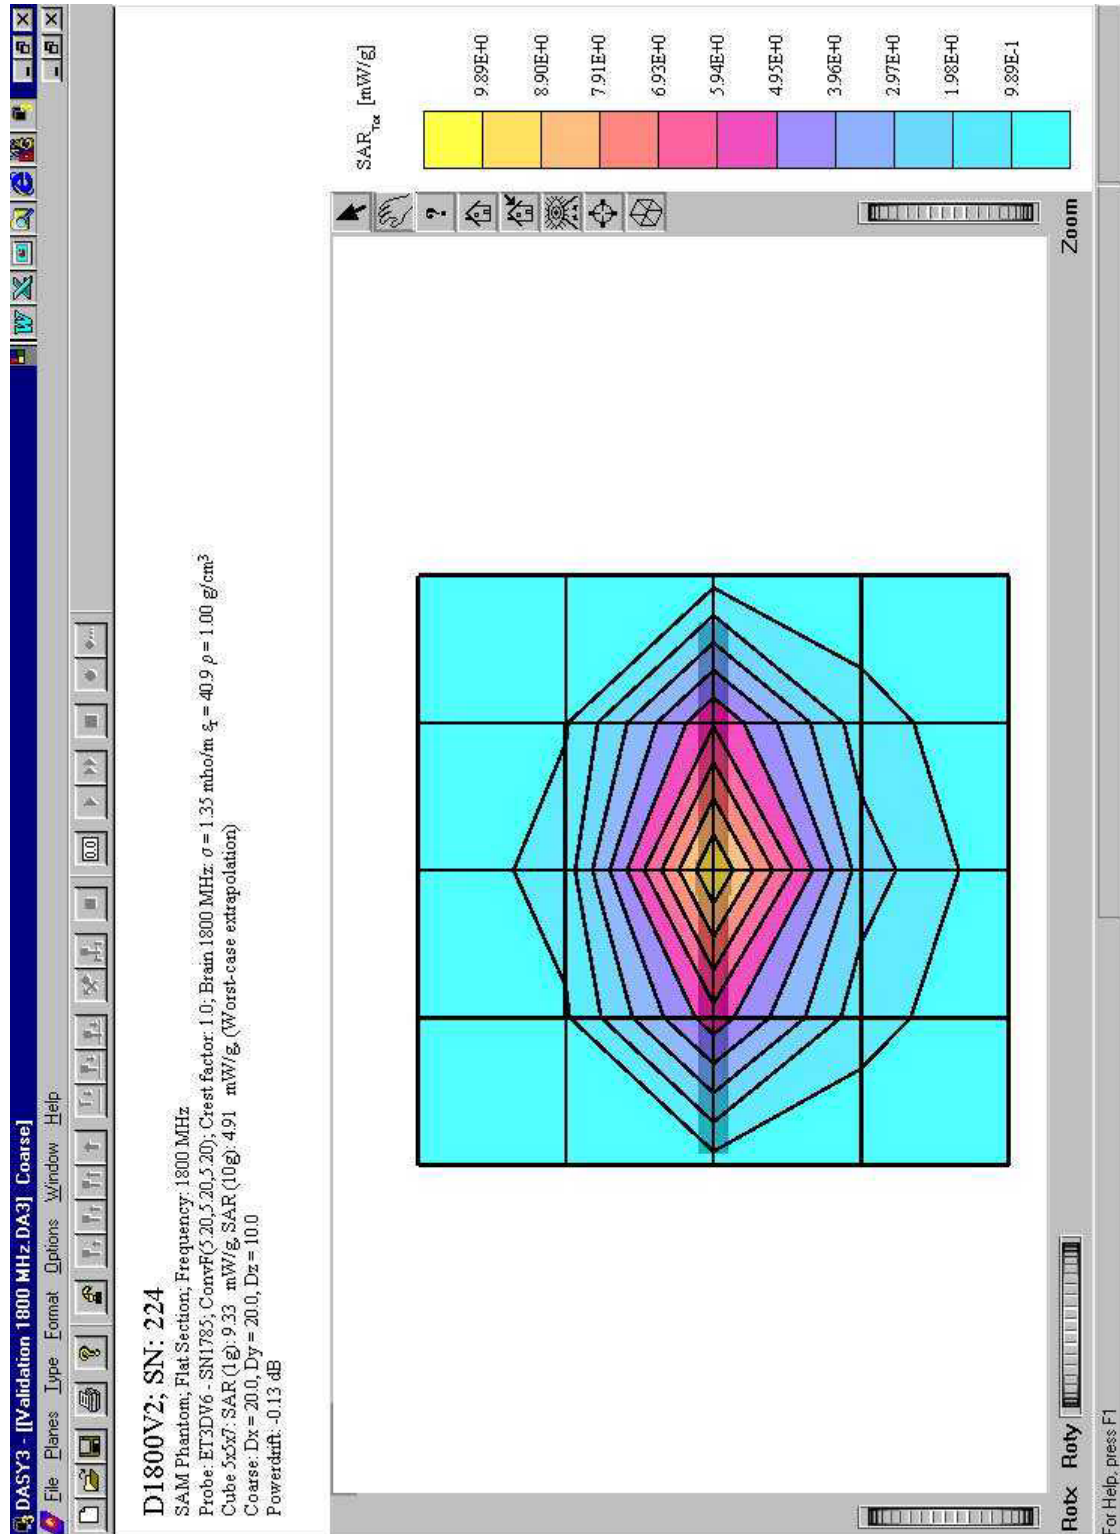 DASY3 - [[Validation 1800 MHz.DA3] Coarse]
File Planes Type Format Options Window Help
0.0
D1800V2; SN: 224
SAM Phantom; Flat Section; Frequency: 1800 MHz
Probe: ET3DV6 - SN1785; ConvF(5.20,5.20,5.20); Crest factor: 1.0; Brain 1800 MHz: σ = 1.35 mho/m εr = 40.9 ρ = 1.00 g/cm³
Cube 5x5x7: SAR (1g): 9.33 mW/g, SAR (10g): 4.91 mW/g, (Worst-case extrapolation)
Coarse: Dx = 20.0, Dy = 20.0, Dz = 10.0
Powerdrift: -0.13 dB
SAR Tot [mW/g]
9.89E+0
8.90E+0
7.91E+0
6.93E+0
5.94E+0
4.95E+0
3.96E+0
2.97E+0
1.98E+0
9.89E-1
Rotx Roty Zoom
For Help, press F1